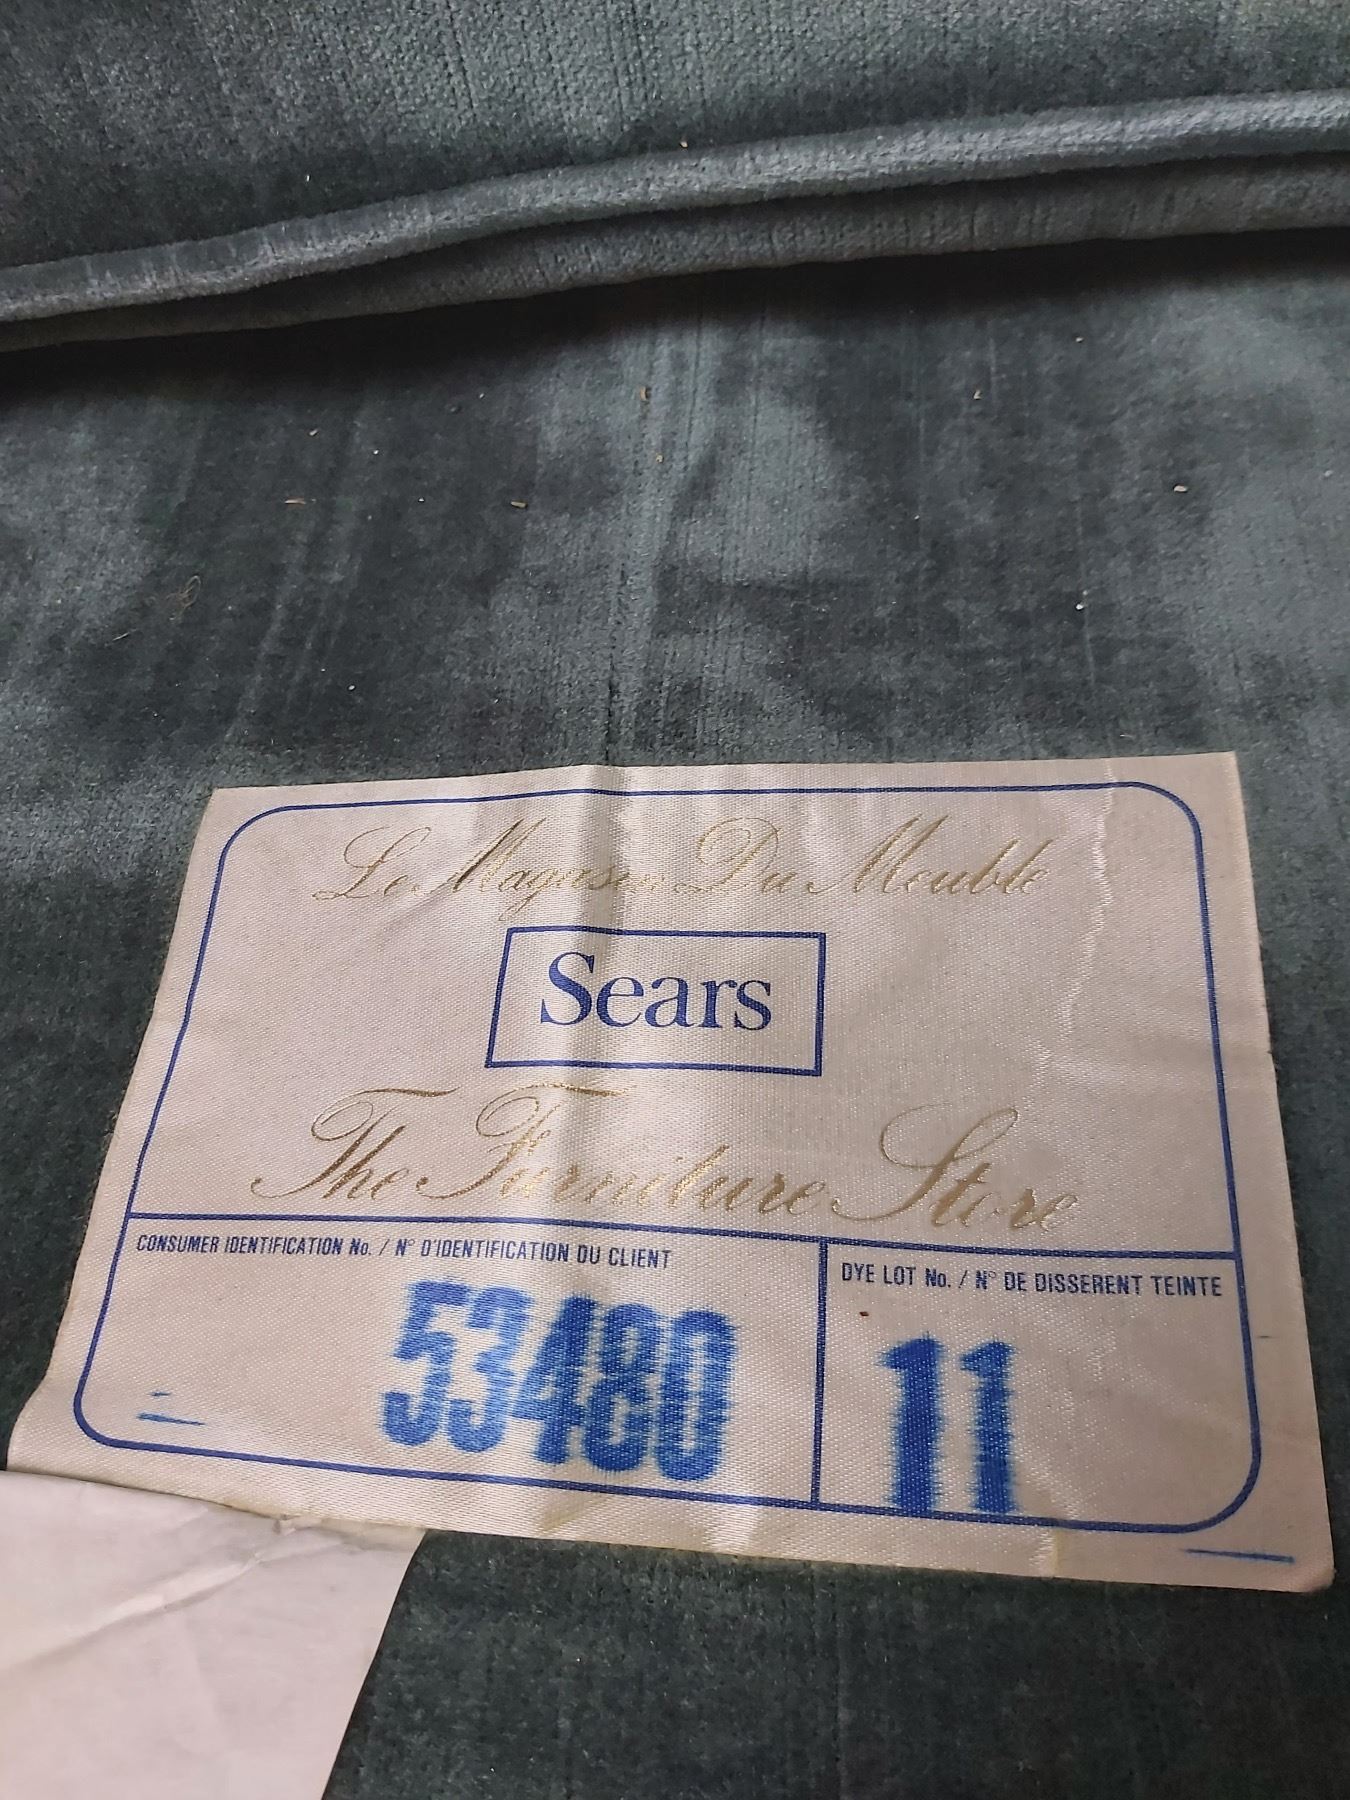 Le Magasin Du Meuble
Sears
The Furniture Store
CONSUMER IDENTIFICATION No. / N° D'IDENTIFICATION DU CLIENT
53480
DYE LOT No. / N° DE DISSERENT TEINTE
11